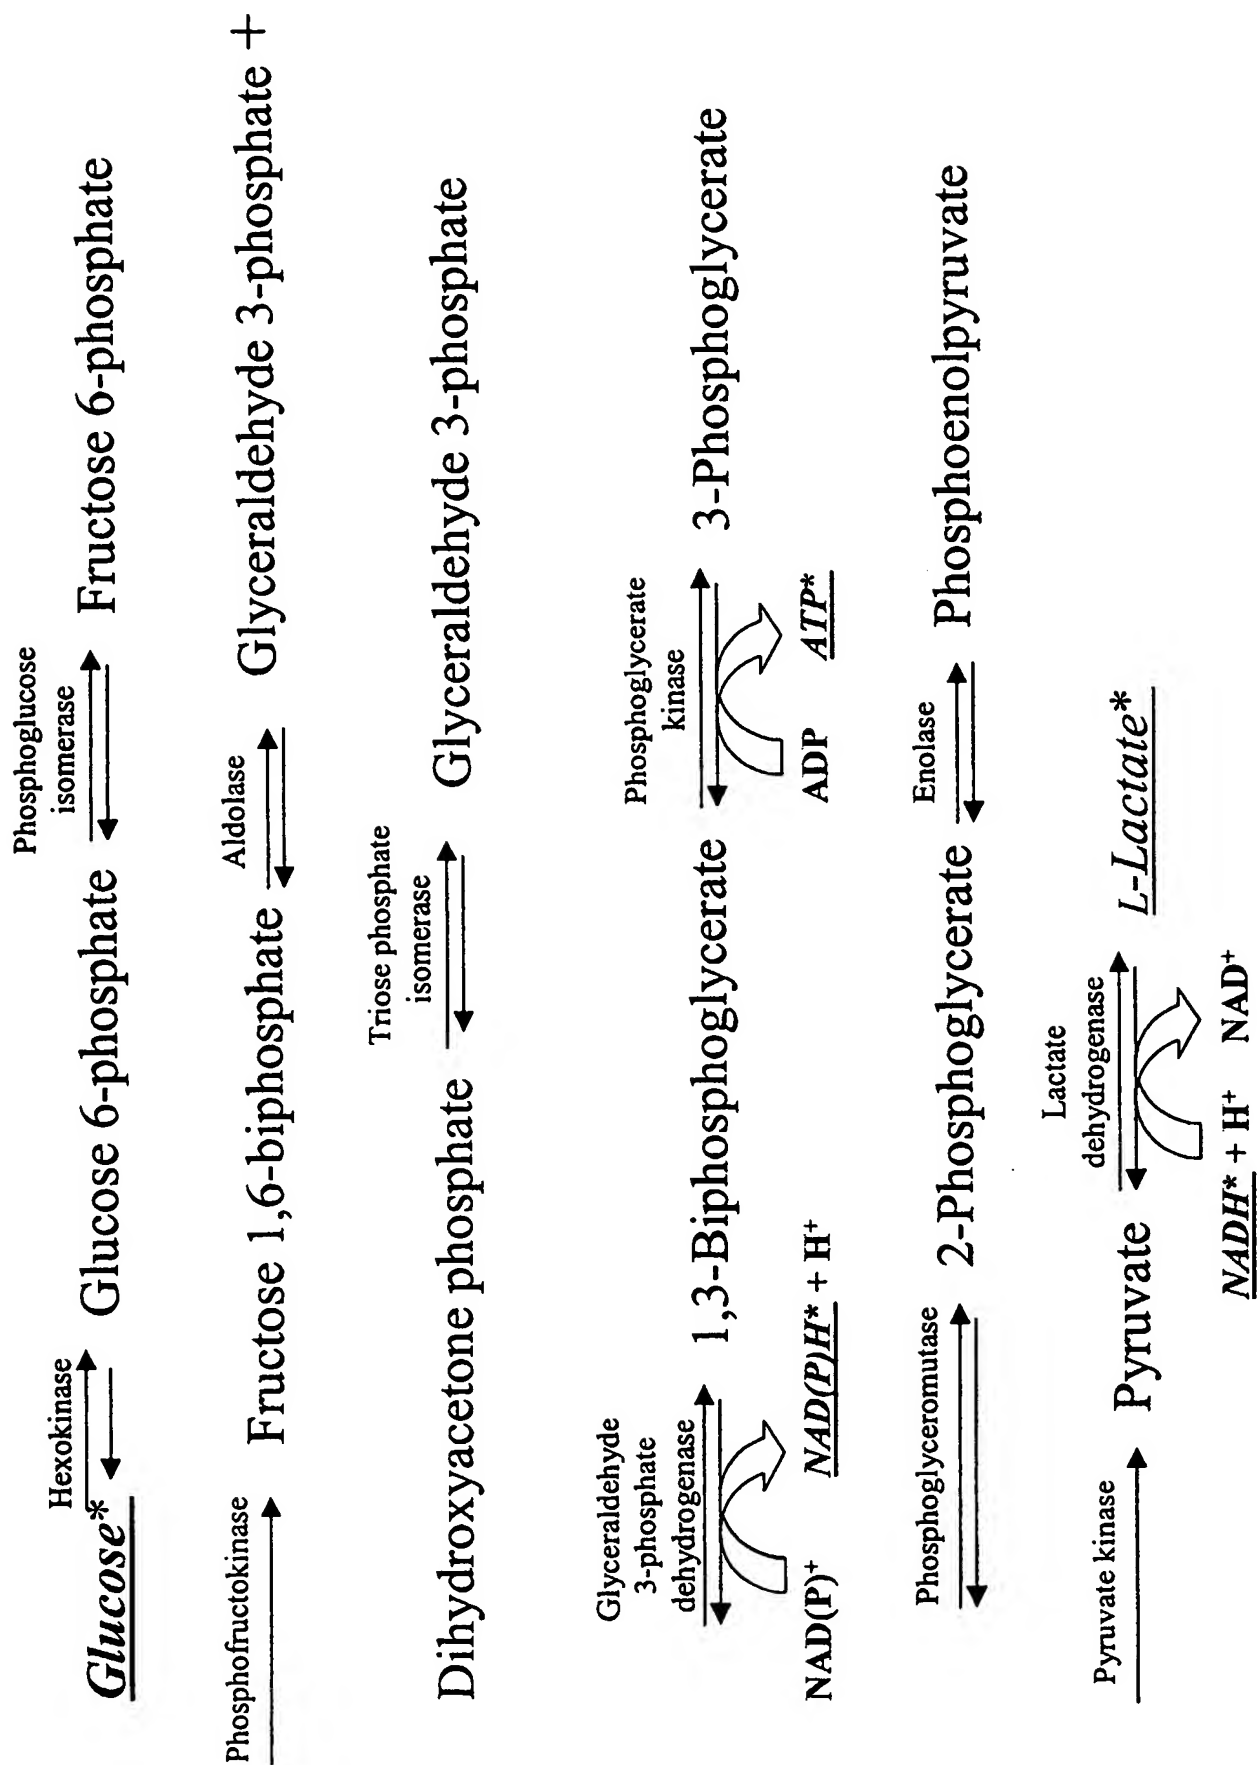 Hexokinase
Phosphoglucose
isomerase
Glucose* Glucose 6-phosphate Fructose 6-phosphate
Phosphofructokinase
Aldolase
Fructose 1,6-biphosphate Glyceraldehyde 3-phosphate +
Triose phosphate
isomerase
Dihydroxyacetone phosphate Glyceraldehyde 3-phosphate
Glyceraldehyde
3-phosphate
dehydrogenase
Phosphoglycerate
kinase
1,3-Biphosphoglycerate 3-Phosphoglycerate
NAD(P)⁺ NAD(P)H* + H⁺ ADP ATP*
Phosphoglyceromutase
Enolase
2-Phosphoglycerate Phosphoenolpyruvate
Pyruvate kinase
Lactate
dehydrogenase
Pyruvate L-Lactate*
NADH* + H⁺ NAD⁺